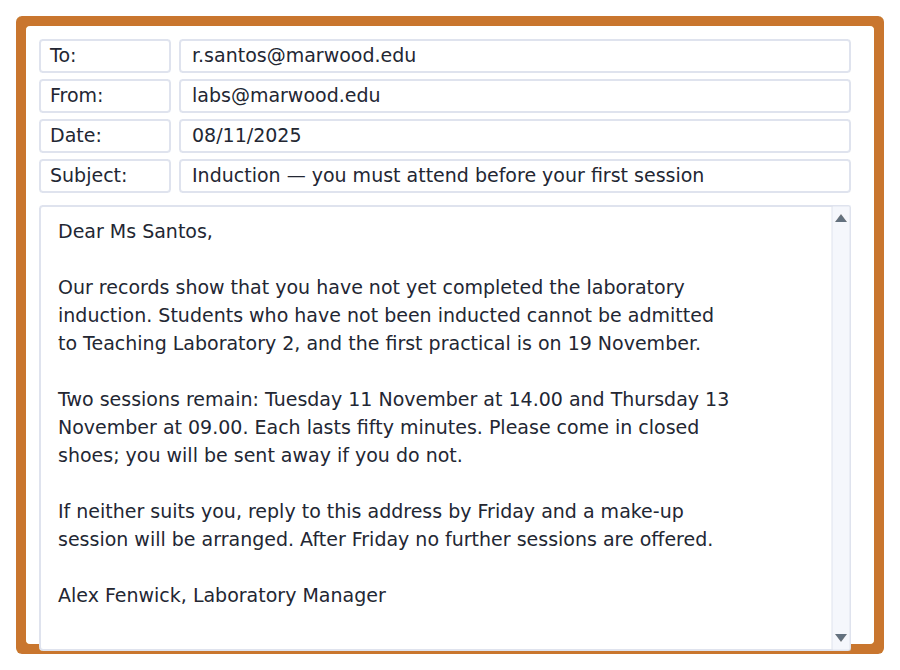 To: r.santos@marwood.edu
From: labs@marwood.edu
Date: 08/11/2025
Subject: Induction — you must attend before your first session
Dear Ms Santos,
Our records show that you have not yet completed the laboratory
induction. Students who have not been inducted cannot be admitted
to Teaching Laboratory 2, and the first practical is on 19 November.
Two sessions remain: Tuesday 11 November at 14.00 and Thursday 13
November at 09.00. Each lasts fifty minutes. Please come in closed
shoes; you will be sent away if you do not.
If neither suits you, reply to this address by Friday and a make-up
session will be arranged. After Friday no further sessions are offered.
Alex Fenwick, Laboratory Manager